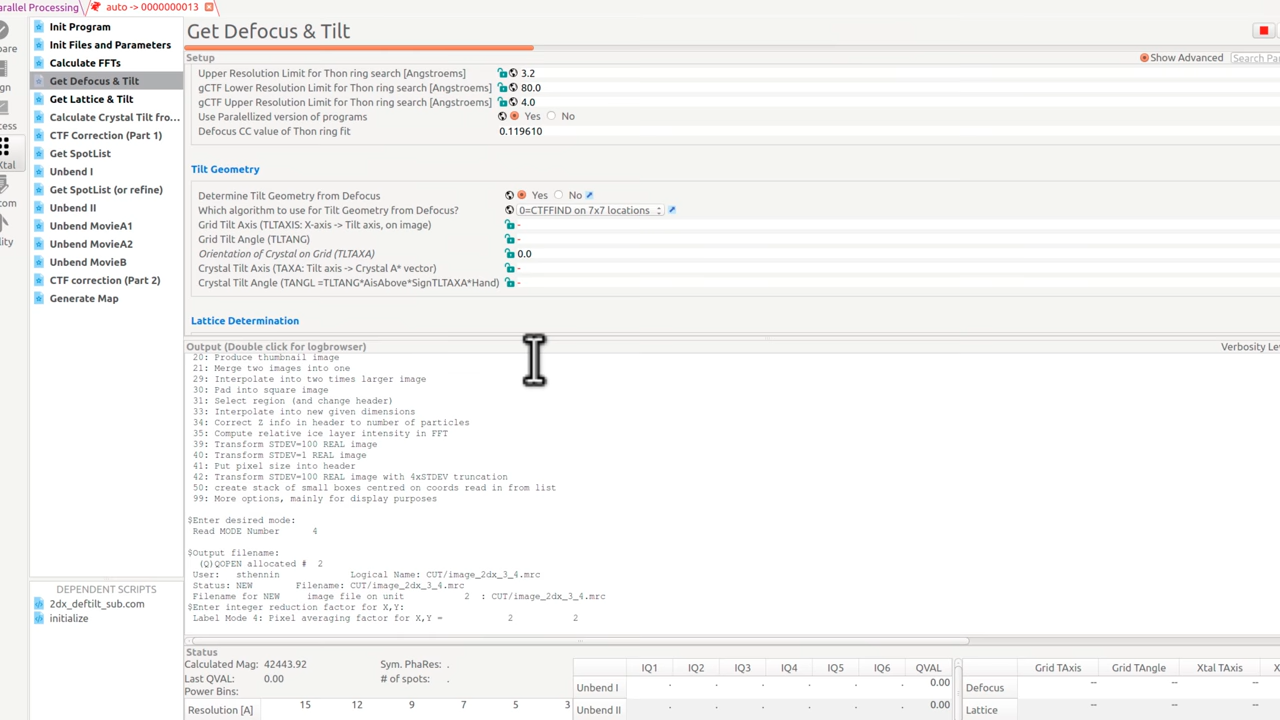 arallel Processing auto -> 0000000013
Init Program
Init Files and Parameters
Calculate FFTs
Get Defocus & Tilt
Get Lattice & Tilt
Calculate Crystal Tilt fro...
CTF Correction (Part 1)
Get SpotList
Unbend I
Get SpotList (or refine)
Unbend II
Unbend MovieA1
Unbend MovieA2
Unbend MovieB
CTF correction (Part 2)
Generate Map
DEPENDENT SCRIPTS
2dx_deftilt_sub.com
initialize
are
gn
cess
Xtal
com
lity
Get Defocus & Tilt
Setup
Show Advanced
Search Par
Upper Resolution Limit for Thon ring search [Angstroems] 3.2
gCTF Lower Resolution Limit for Thon ring search [Angstroems] 80.0
gCTF Upper Resolution Limit for Thon ring search [Angstroems] 4.0
Use Paralellized version of programs Yes No
Defocus CC value of Thon ring fit 0.119610
Tilt Geometry
Determine Tilt Geometry from Defocus Yes No
Which algorithm to use for Tilt Geometry from Defocus? 0=CTFFIND on 7x7 locations
Grid Tilt Axis (TLTAXIS: X-axis -> Tilt axis, on image) -
Grid Tilt Angle (TLTANG) -
Orientation of Crystal on Grid (TLTAXA) 0.0
Crystal Tilt Axis (TAXA: Tilt axis -> Crystal A* vector) -
Crystal Tilt Angle (TANGL =TLTANG*AisAbove*SignTLTAXA*Hand) -
Lattice Determination
Output (Double click for logbrowser) Verbosity Lev
20: Produce thumbnail image
21: Merge two images into one
29: Interpolate into two times larger image
30: Pad into square image
31: Select region (and change header)
33: Interpolate into new given dimensions
34: Correct Z info in header to number of particles
35: Compute relative ice layer intensity in FFT
39: Transform STDEV=100 REAL image
40: Transform STDEV=1 REAL image
41: Put pixel size into header
42: Transform STDEV=100 REAL image with 4xSTDEV truncation
50: create stack of small boxes centred on coords read in from list
99: More options, mainly for display purposes
$Enter desired mode:
Read MODE Number 4
$Output filename:
(Q)QOPEN allocated # 2
User: sthennin Logical Name: CUT/image_2dx_3_4.mrc
Status: NEW Filename: CUT/image_2dx_3_4.mrc
Filename for NEW image file on unit 2 : CUT/image_2dx_3_4.mrc
$Enter integer reduction factor for X,Y:
Label Mode 4: Pixel averaging factor for X,Y = 2 2
Status
Calculated Mag: 42443.92 Sym. PhaRes: .
Last QVAL: 0.00 # of spots: .
Power Bins:
Resolution [A] 15 12 9 7 5 3
IQ1 IQ2 IQ3 IQ4 IQ5 IQ6 QVAL
Unbend I . . . . . . 0.00
Unbend II . . . . . . 0.00
Grid TAxis Grid TAngle Xtal TAxis X
Defocus -- -- --
Lattice -- -- --